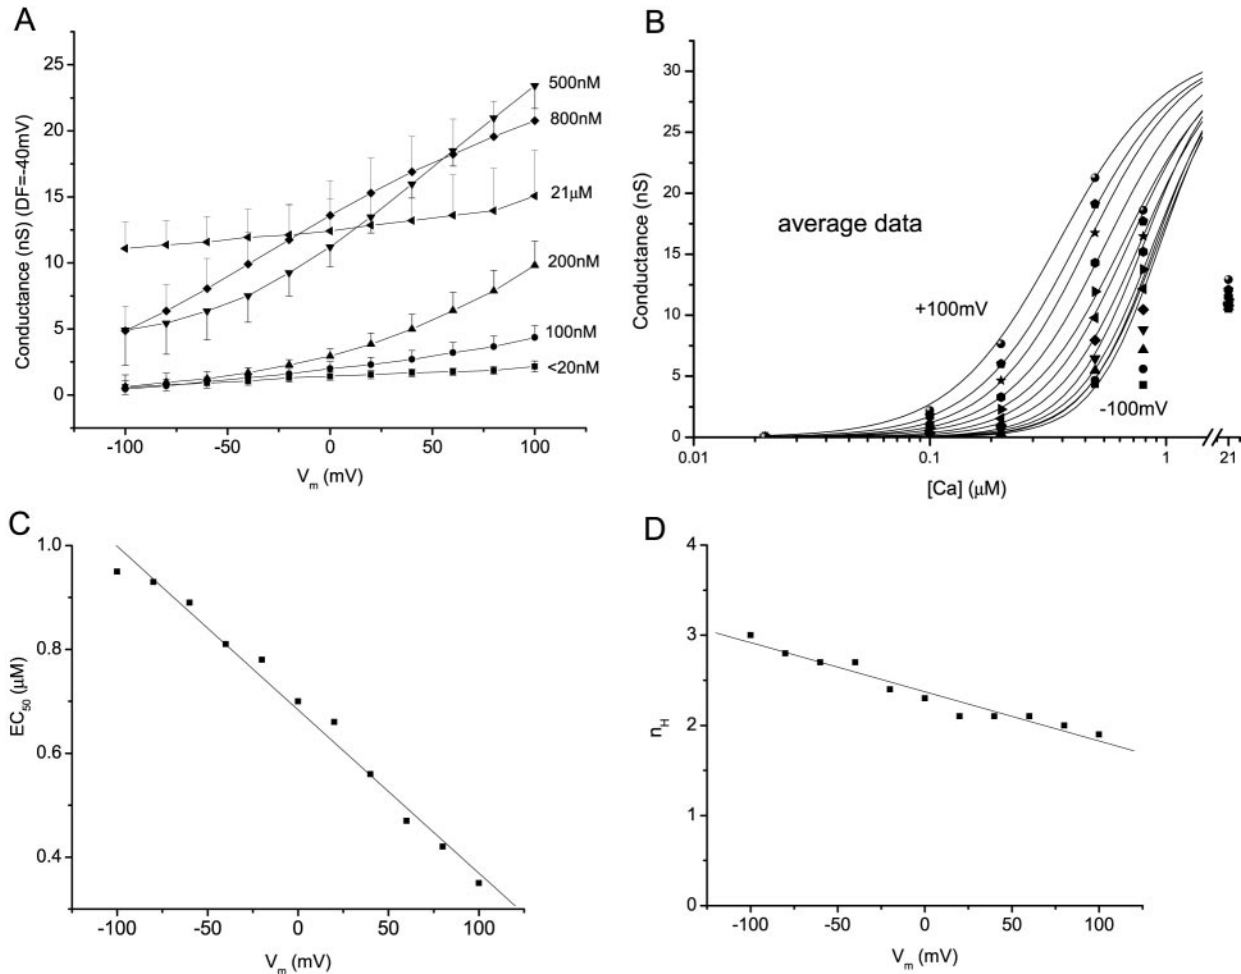 A
Conductance (nS) (DF=-40mV)
25
20
15
10
5
0
-100
-50
0
50
100
V_m (mV)
500nM
800nM
21μM
200nM
100nM
<20nM
B
Conductance (nS)
30
25
20
15
10
5
0
average data
+100mV
-100mV
0.01
0.1
1
21
[Ca] (μM)
C
EC_50 (μM)
1.0
0.8
0.6
0.4
-100
-50
0
50
100
V_m (mV)
D
n_H
4
3
2
1
0
-100
-50
0
50
100
V_m (mV)